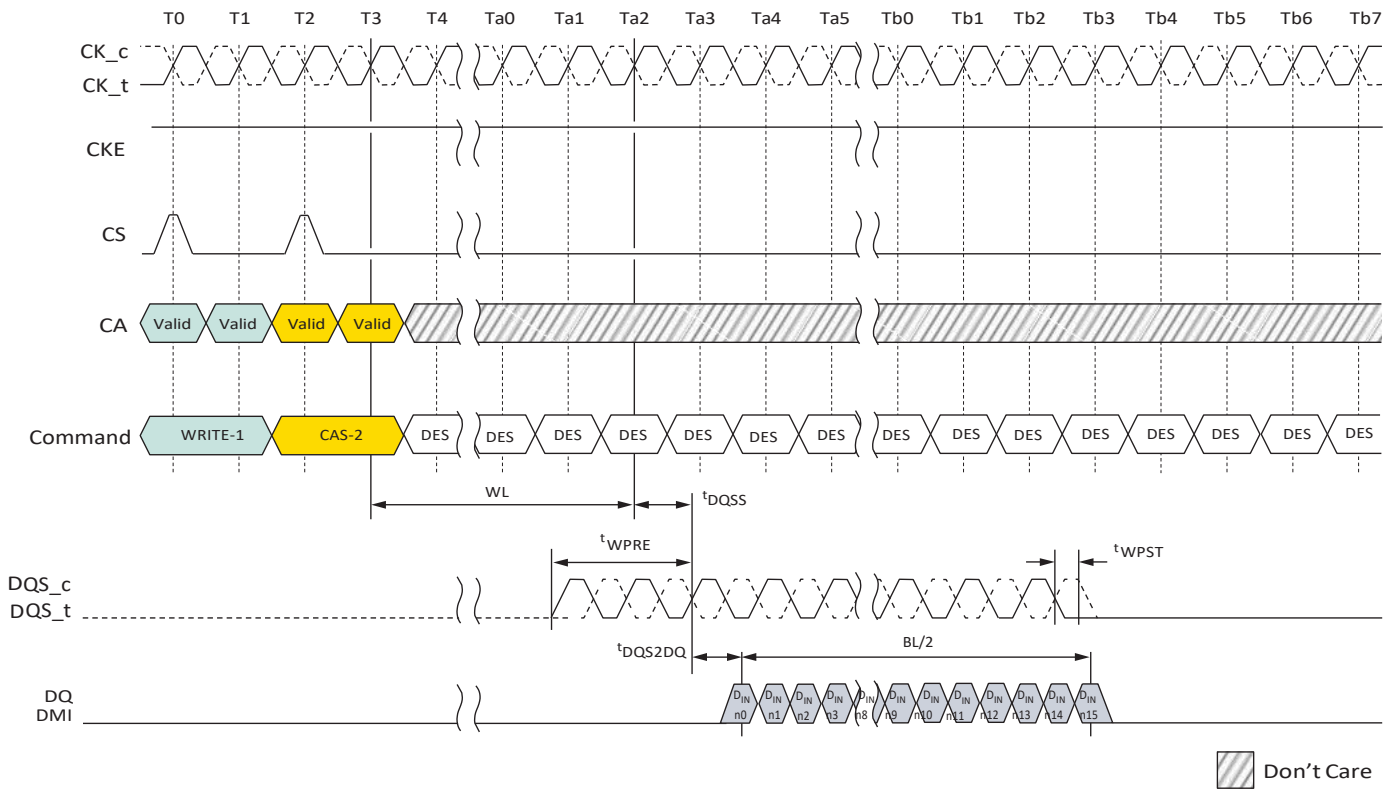 T0 T1 T2 T3 T4 Ta0 Ta1 Ta2 Ta3 Ta4 Ta5 Tb0 Tb1 Tb2 Tb3 Tb4 Tb5 Tb6 Tb7
CK_c
CK_t
CKE
CS
CA Valid Valid Valid Valid
Command WRITE-1 CAS-2 DES DES DES DES DES DES DES DES DES DES DES DES DES DES DES
WL tDQSS
tWPRE tWPST
DQS_c
DQS_t
tDQS2DQ BL/2
DQ DIN DIN DIN DIN DIN DIN DIN DIN DIN DIN DIN DIN
DMI n0 n1 n2 n3 n8 n9 n10 n11 n12 n13 n14 n15
Don't Care